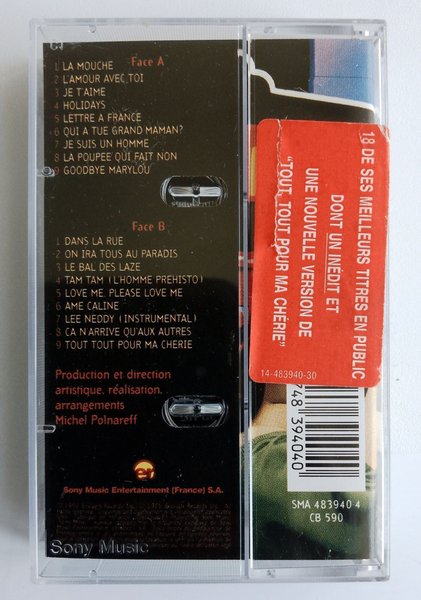 Face A
1 LA MOUCHE
2 L'AMOUR AVEC TOI
3 JE T'AIME
4 HOLIDAYS
5 LETTRE A FRANCE
6 QUI A TUE GRAND MAMAN?
7 JE SUIS UN HOMME
8 LA POUPEE QUI FAIT NON
9 GOODBYE MARYLOU
Face B
1 DANS LA RUE
2 ON IRA TOUS AU PARADIS
3 LE BAL DES LAZE
4 TAM TAM (L'HOMME PREHISTO)
5 LOVE ME, PLEASE LOVE ME
6 AME CALINE
7 LEE NEDDY (INSTRUMENTAL)
8 CA N'ARRIVE QU'AUX AUTRES
9 TOUT TOUT POUR MA CHERIE
Production et direction
artistique, réalisation,
arrangements
Michel Polnareff
er
Sony Music Entertainment (France) S.A.
Sony Music
18 DE SES MEILLEURS TITRES EN PUBLIC
DONT UN INÉDIT ET
UNE NOUVELLE VERSION DE
"TOUT, TOUT POUR MA CHÉRIE"
14-483940-30
748 394040
SMA 483940 4
CB 590